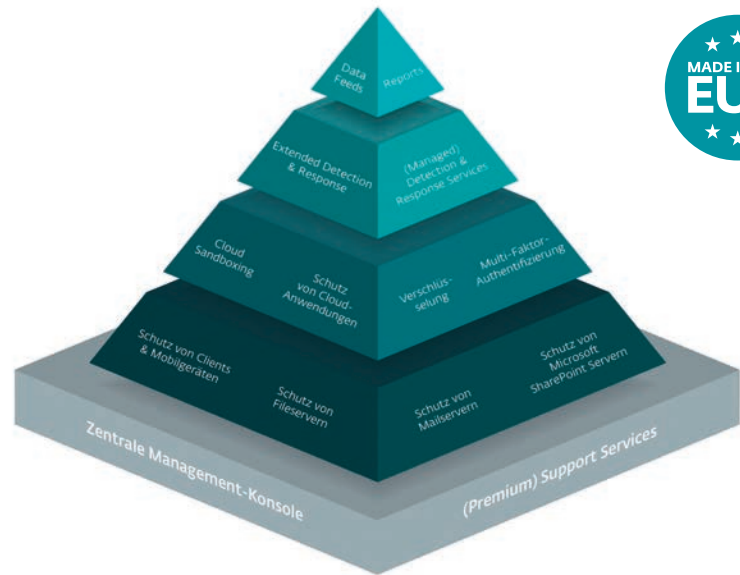 Data
Feeds
Reports
MADE I
EU
Extended Detection
& Response
(Managed)
Detection &
Response Services
Cloud
Sandboxing
Schutz
von Cloud-
Anwendungen
Verschlüs-
selung
Multi-Faktor-
Authentifizierung
Schutz von Clients
& Mobilgeräten
Schutz von
Fileservern
Schutz von
Mailservern
Schutz von
Microsoft
SharePoint Servern
Zentrale Management-Konsole
(Premium) Support Services